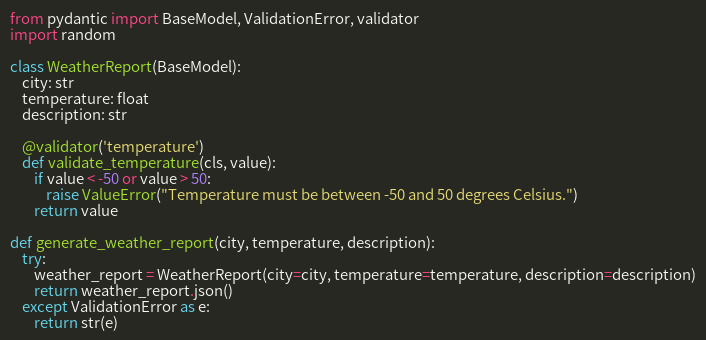 from pydantic import BaseModel, ValidationError, validator
import random

class WeatherReport(BaseModel):
    city: str
    temperature: float
    description: str

    @validator('temperature')
    def validate_temperature(cls, value):
        if value < -50 or value > 50:
            raise ValueError("Temperature must be between -50 and 50 degrees Celsius.")
        return value

def generate_weather_report(city, temperature, description):
    try:
        weather_report = WeatherReport(city=city, temperature=temperature, description=description)
        return weather_report.json()
    except ValidationError as e:
        return str(e)